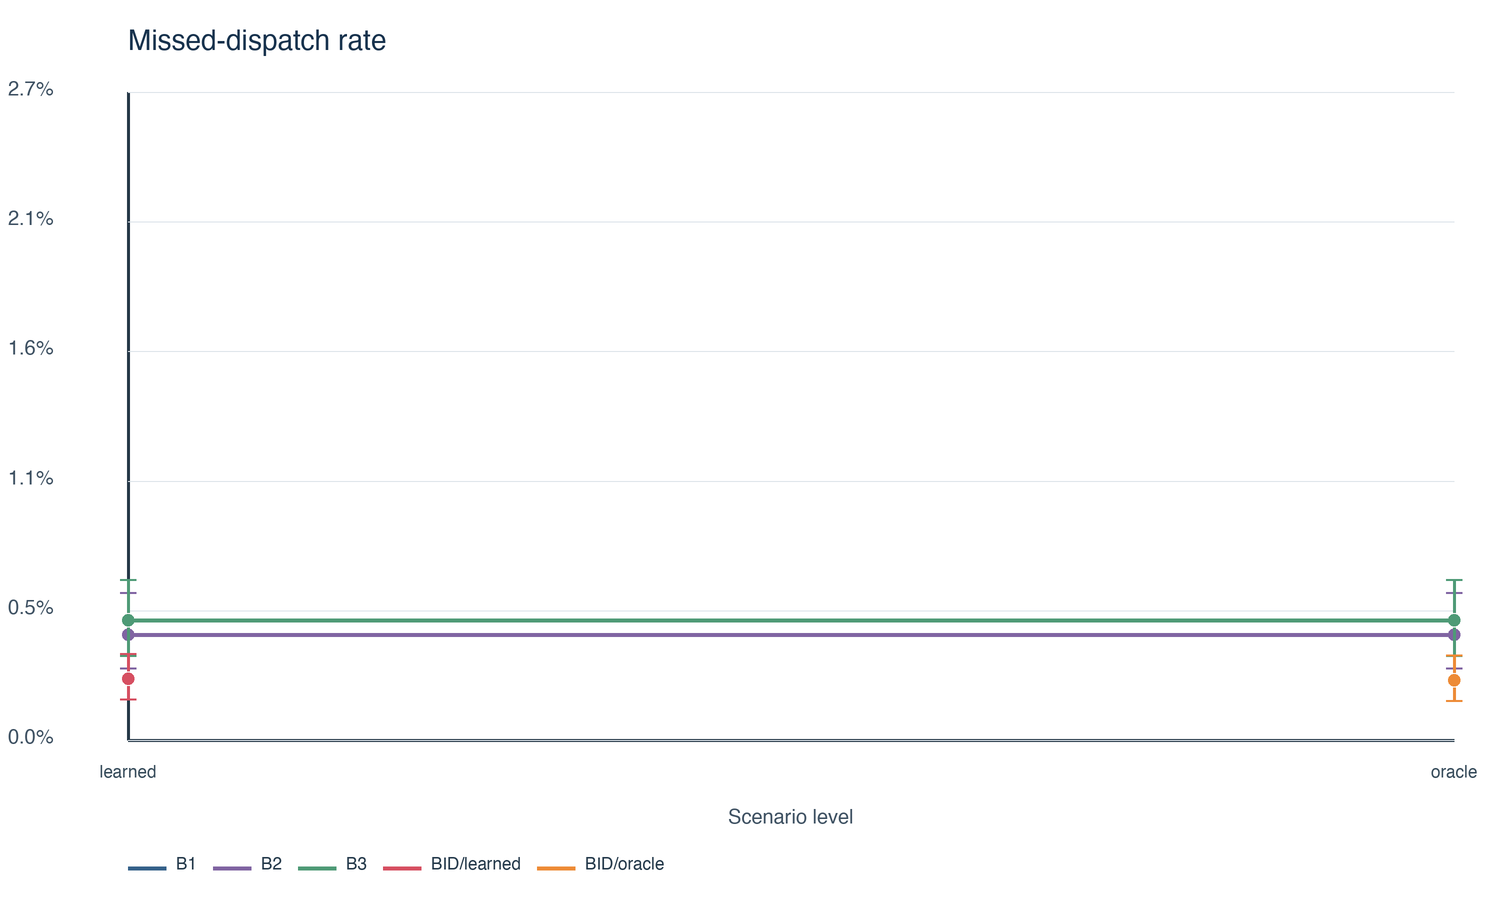 Missed-dispatch rate
2.7%
2.1%
1.6%
1.1%
0.5%
0.0%
learned oracle
Scenario level
B1 B2 B3 BID/learned BID/oracle